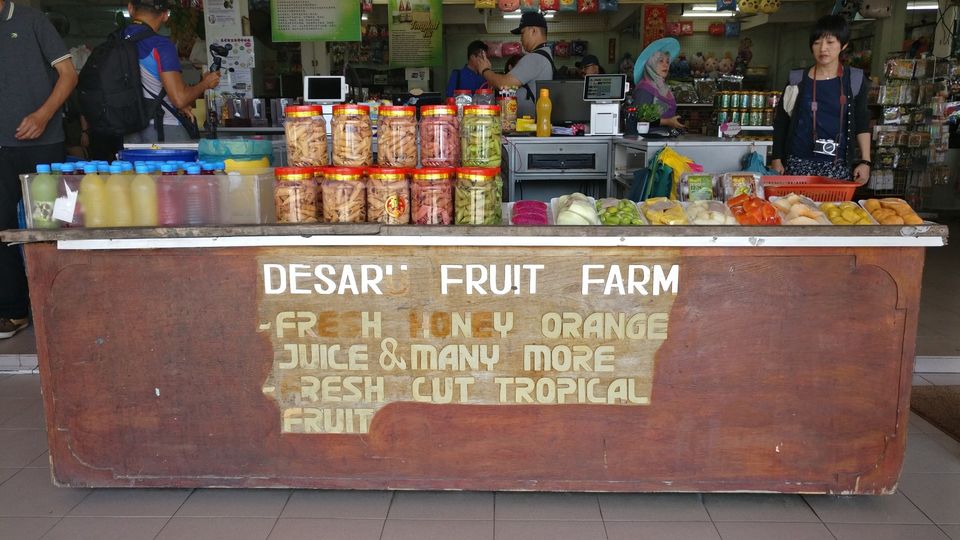 DESARU FRUIT FARM
-FRESH HONEY ORANGE
JUICE & MANY MORE
- FRESH CUT TROPICAL
FRUIT